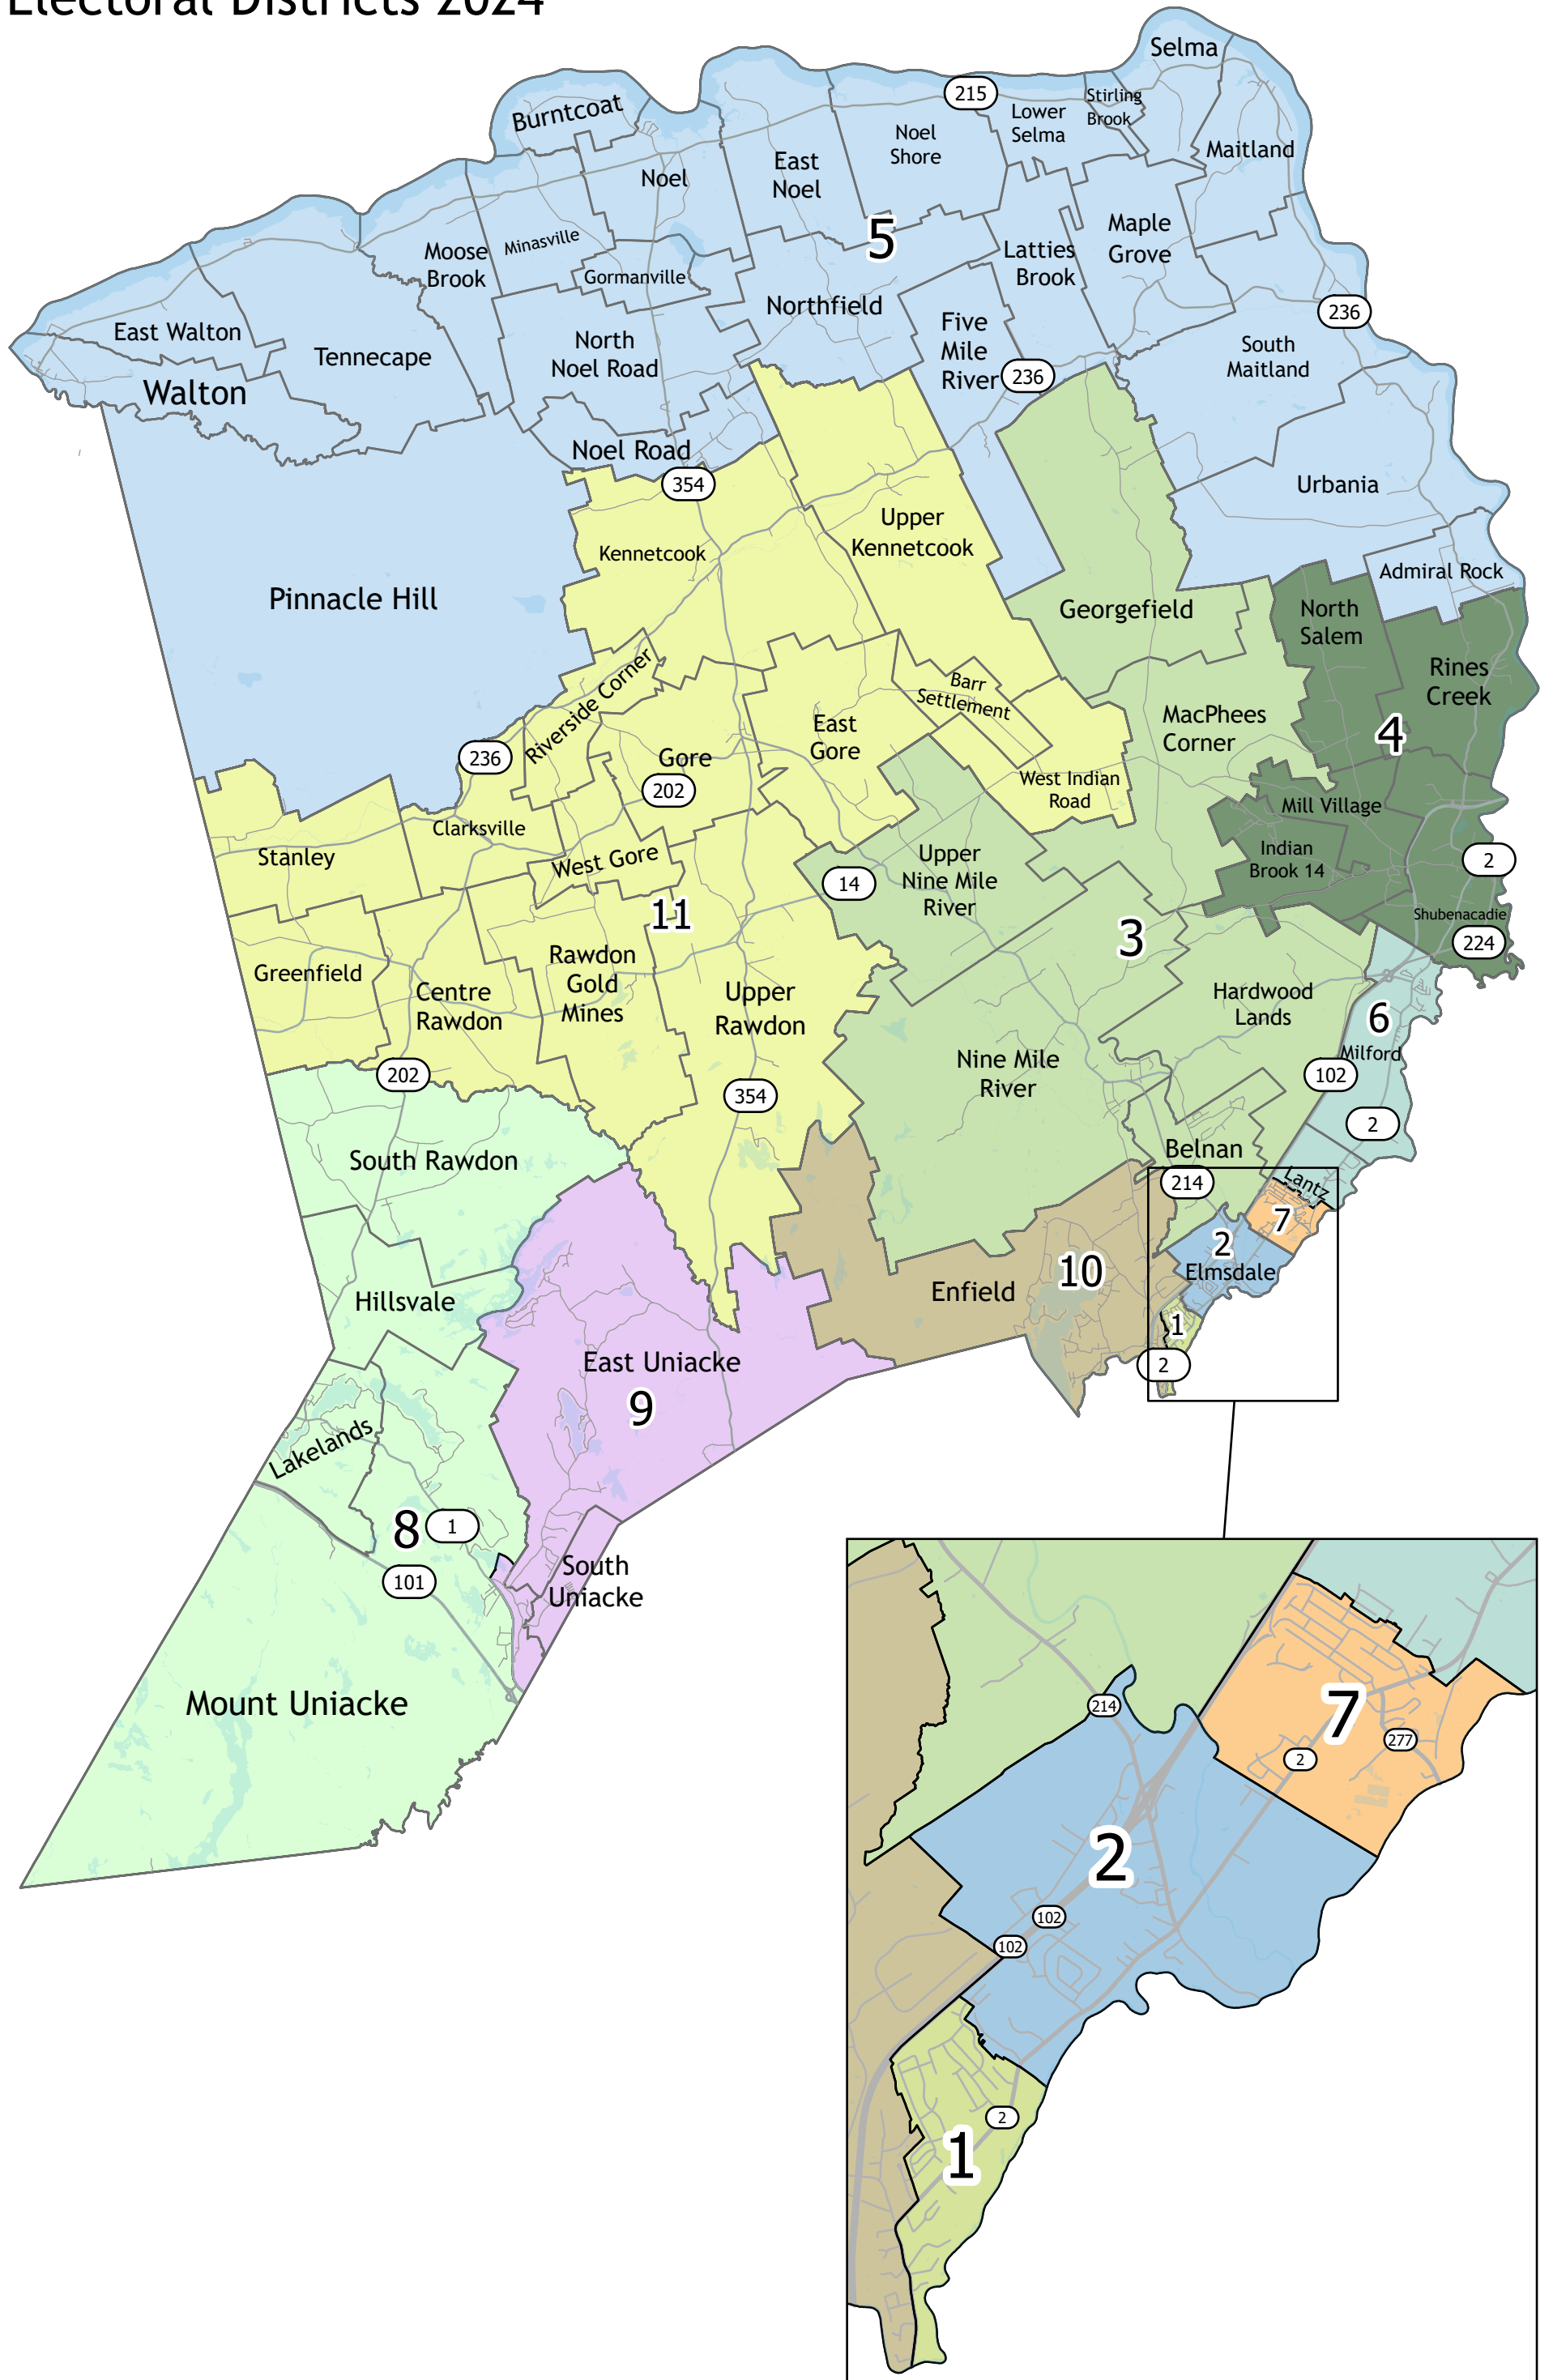 Electoral Districts 2024
Selma
Burntcoat
215
Stirling
Brook
Lower
Selma
Noel
Shore
Maitland
East
Noel
Noel
Maple
Grove
5
Minasville
Moose
Brook
Latties
Brook
Gormanville
Northfield
236
Five
Mile
River
236
East Walton
North
Noel Road
South
Maitland
Tennecape
Walton
Noel Road
354
Urbania
Upper
Kennetcook
Kennetcook
Admiral Rock
Pinnacle Hill
Georgefield
North
Salem
Rines
Creek
Riverside Corner
Barr
Settlement
MacPhees
Corner
East
Gore
4
236
Gore
202
West Indian
Road
Mill Village
Clarksville
Stanley
West Gore
Indian
Brook 14
2
Upper
Nine Mile
River
14
11
Shubenacadie
3
224
Greenfield
Rawdon
Gold
Mines
Centre
Rawdon
Upper
Rawdon
Hardwood
Lands
6
Milford
Nine Mile
River
202
102
354
2
South Rawdon
Belnan
214
Lantz
7
2
Elmsdale
10
Enfield
Hillsvale
1
2
East Uniacke
9
Lakelands
8
1
101
South
Uniacke
Mount Uniacke
214
7
277
2
2
102
102
2
1